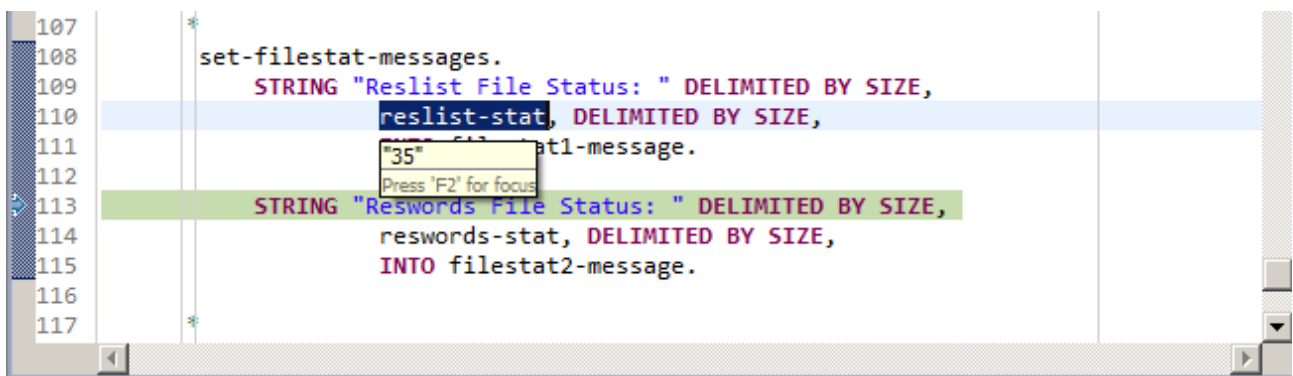 107 *
108 set-filestat-messages.
109 STRING "Reslist File Status: " DELIMITED BY SIZE,
110 reslist-stat, DELIMITED BY SIZE,
111 at1-message.
"35"
112
Press 'F2' for focus
113 STRING "Reswords File Status: " DELIMITED BY SIZE,
114 reswords-stat, DELIMITED BY SIZE,
115 INTO filestat2-message.
116
117 *